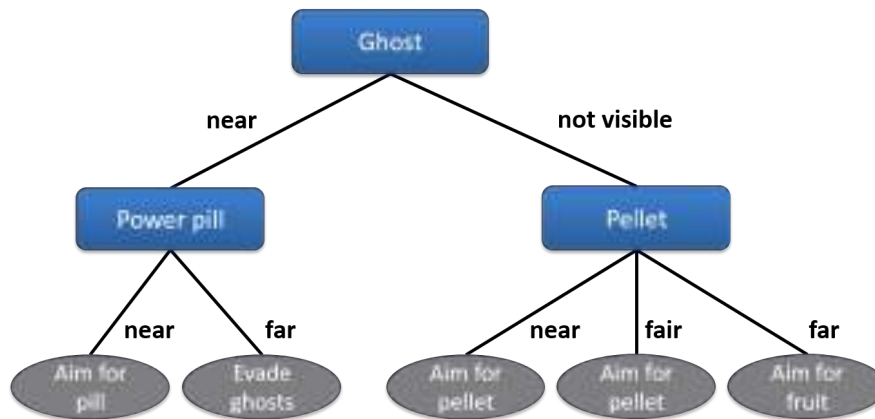 Ghost
near
not visible
Power pill
Pellet
near
far
near
fair
far
Aim for
pill
Evade
ghosts
Aim for
pellet
Aim for
pellet
Aim for
fruit